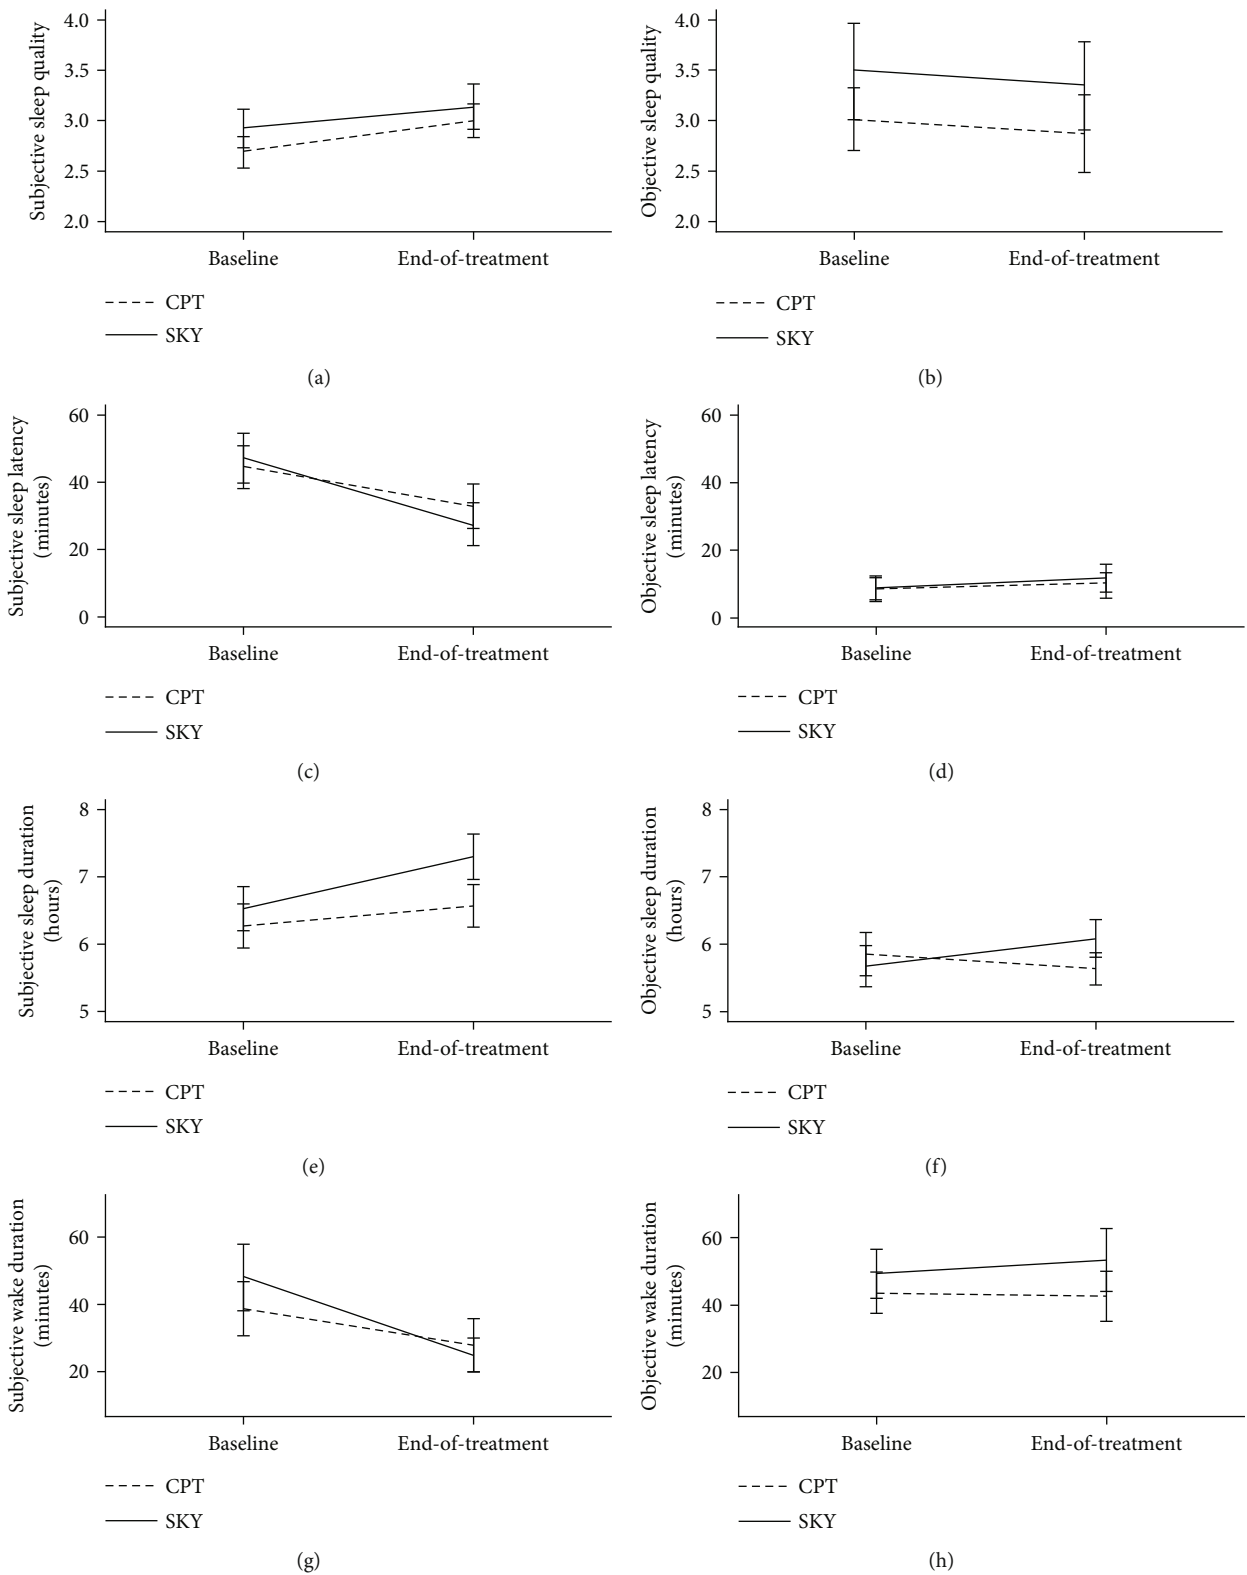 Subjective sleep quality
4.0
3.5
3.0
2.5
2.0
Baseline
End-of-treatment
CPT
SKY
(a)
Objective sleep quality
4.0
3.5
3.0
2.5
2.0
Baseline
End-of-treatment
CPT
SKY
(b)
Subjective sleep latency
(minutes)
60
40
20
0
Baseline
End-of-treatment
CPT
SKY
(c)
Objective sleep latency
(minutes)
60
40
20
0
Baseline
End-of-treatment
CPT
SKY
(d)
Subjective sleep duration
(hours)
8
7
6
5
Baseline
End-of-treatment
CPT
SKY
(e)
Objective sleep duration
(hours)
8
7
6
5
Baseline
End-of-treatment
CPT
SKY
(f)
Subjective wake duration
(minutes)
60
40
20
Baseline
End-of-treatment
CPT
SKY
(g)
Objective wake duration
(minutes)
60
40
20
Baseline
End-of-treatment
CPT
SKY
(h)